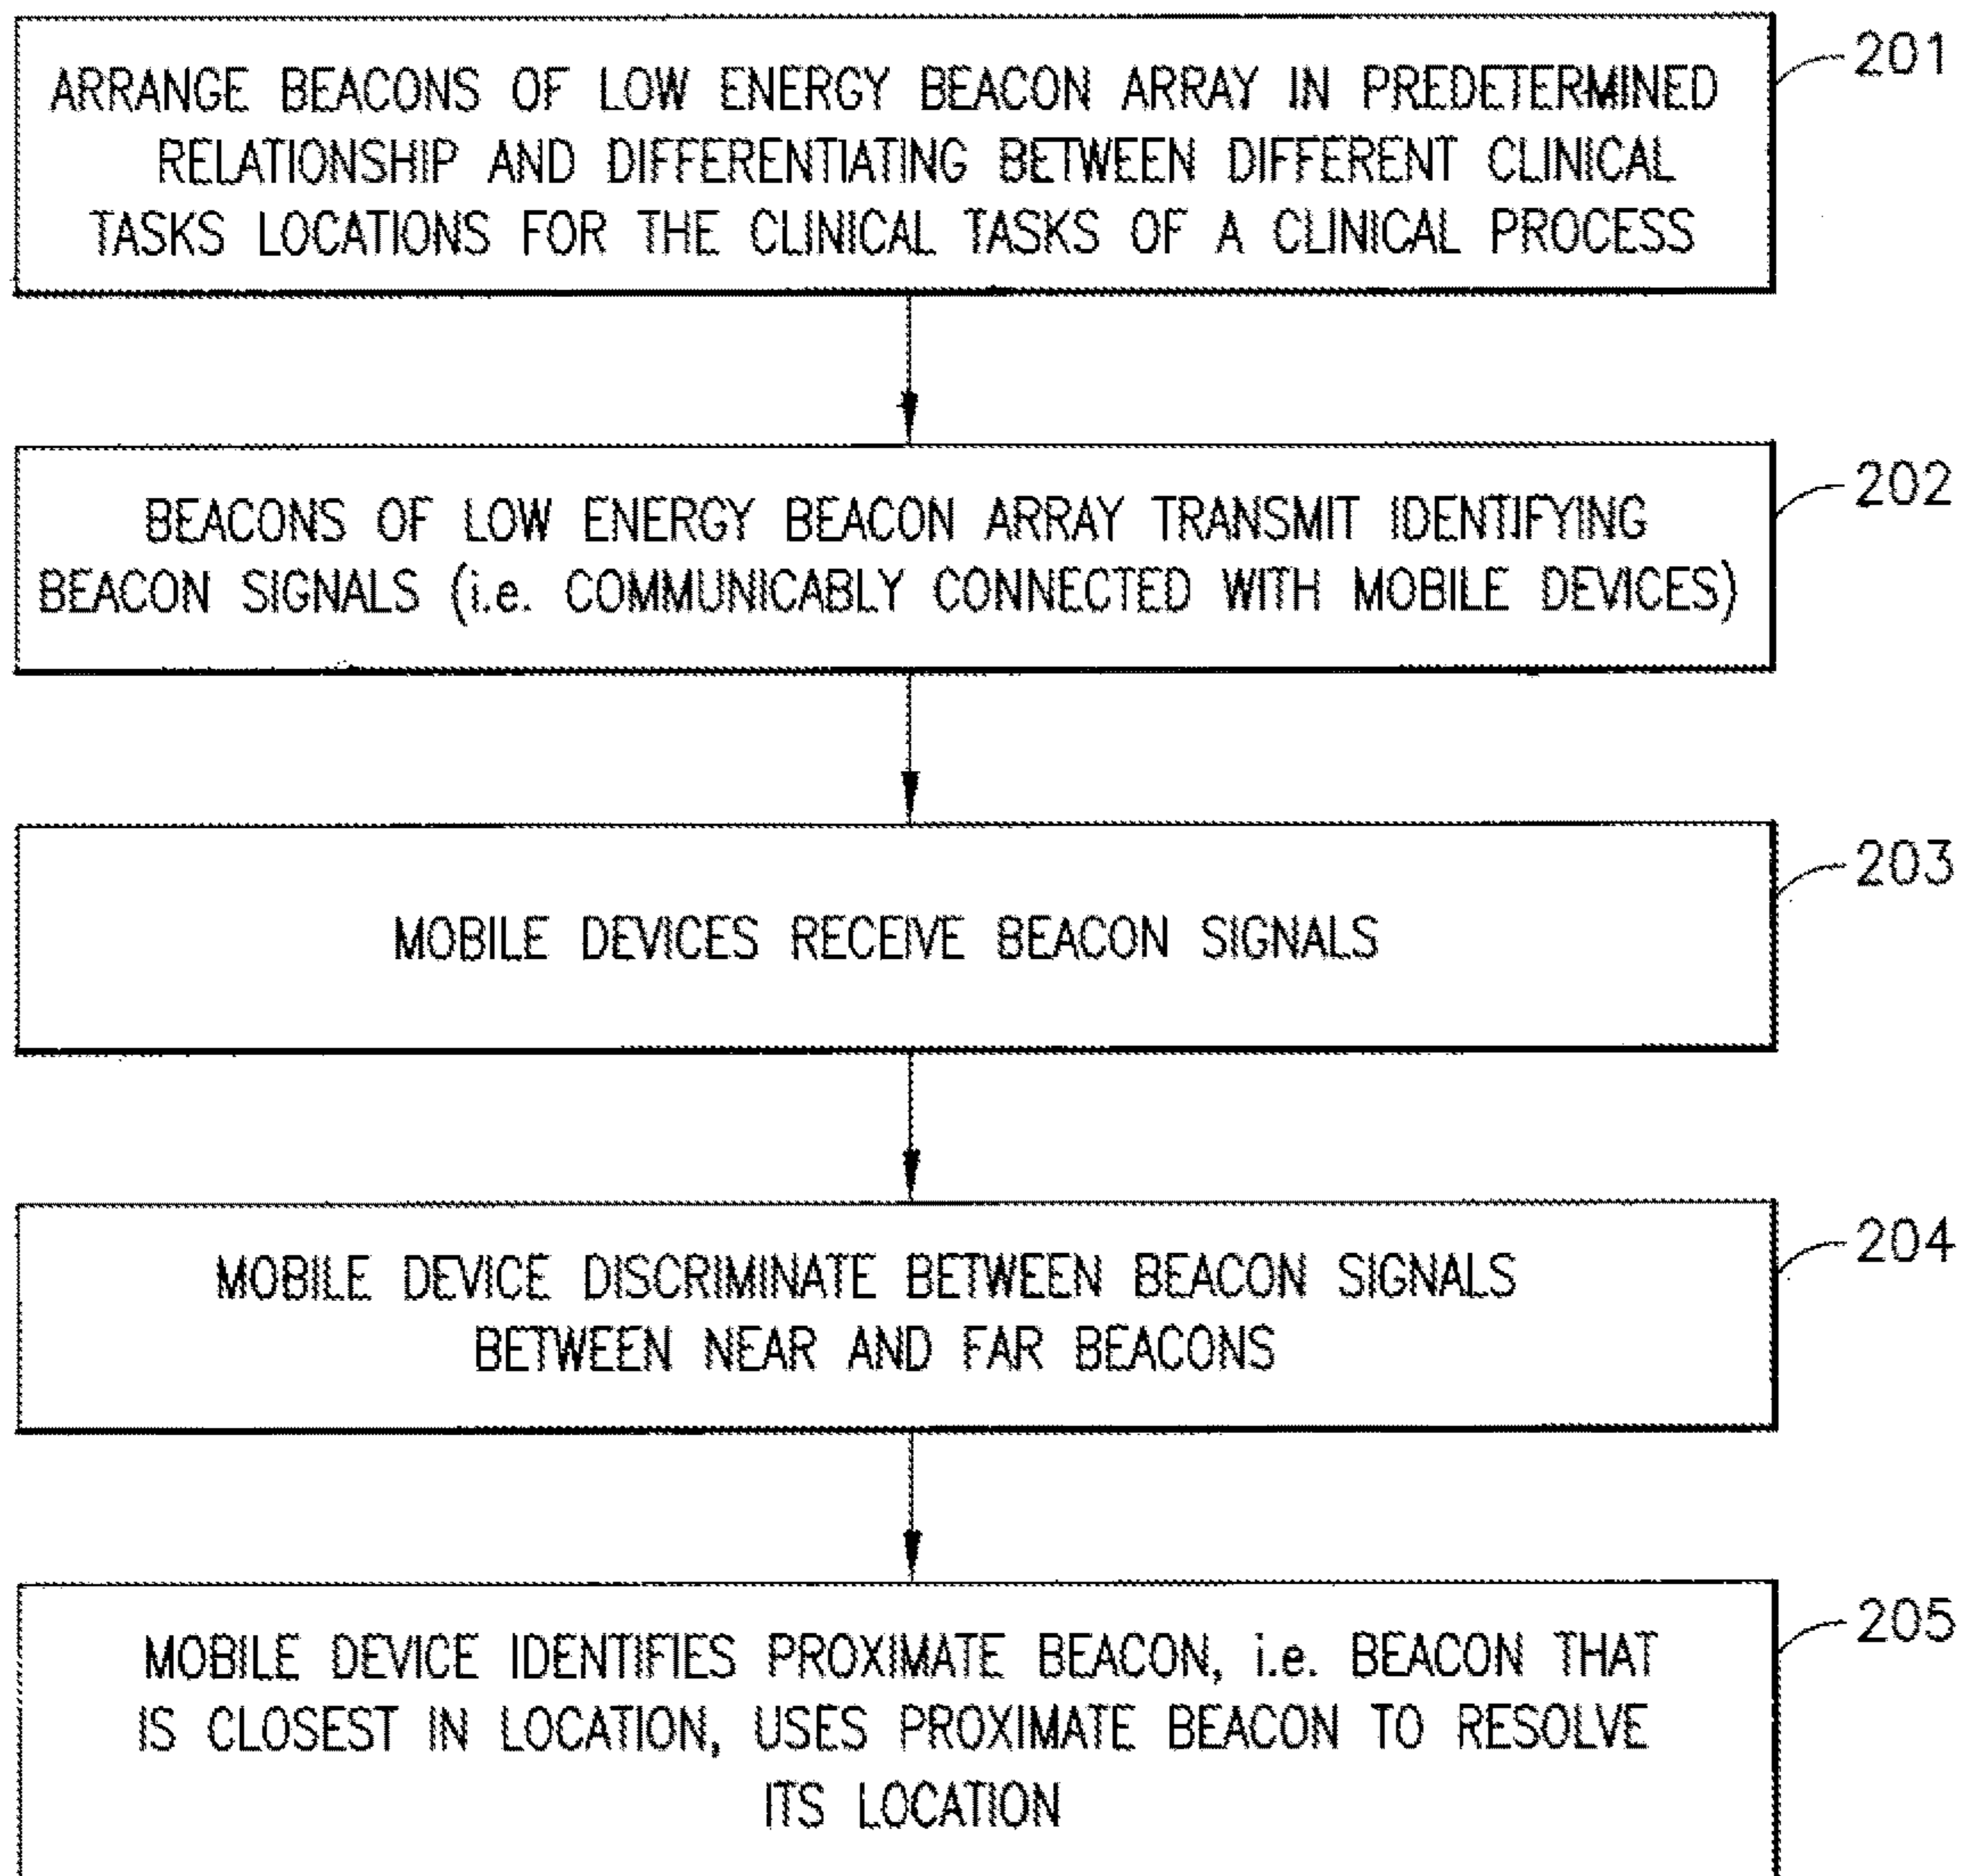 ARRANGE BEACONS OF LOW ENERGY BEACON ARRAY IN PREDETERMINED
RELATIONSHIP AND DIFFERENTIATING BETWEEN DIFFERENT CLINICAL
TASKS LOCATIONS FOR THE CLINICAL TASKS OF A CLINICAL PROCESS
201
BEACONS OF LOW ENERGY BEACON ARRAY TRANSMIT IDENTIFYING
BEACON SIGNALS (i.e. COMMUNICABLY CONNECTED WITH MOBILE DEVICES)
202
MOBILE DEVICES RECEIVE BEACON SIGNALS
203
MOBILE DEVICE DISCRIMINATE BETWEEN BEACON SIGNALS
BETWEEN NEAR AND FAR BEACONS
204
MOBILE DEVICE IDENTIFIES PROXIMATE BEACON, i.e. BEACON THAT
IS CLOSEST IN LOCATION, USES PROXIMATE BEACON TO RESOLVE
ITS LOCATION
205